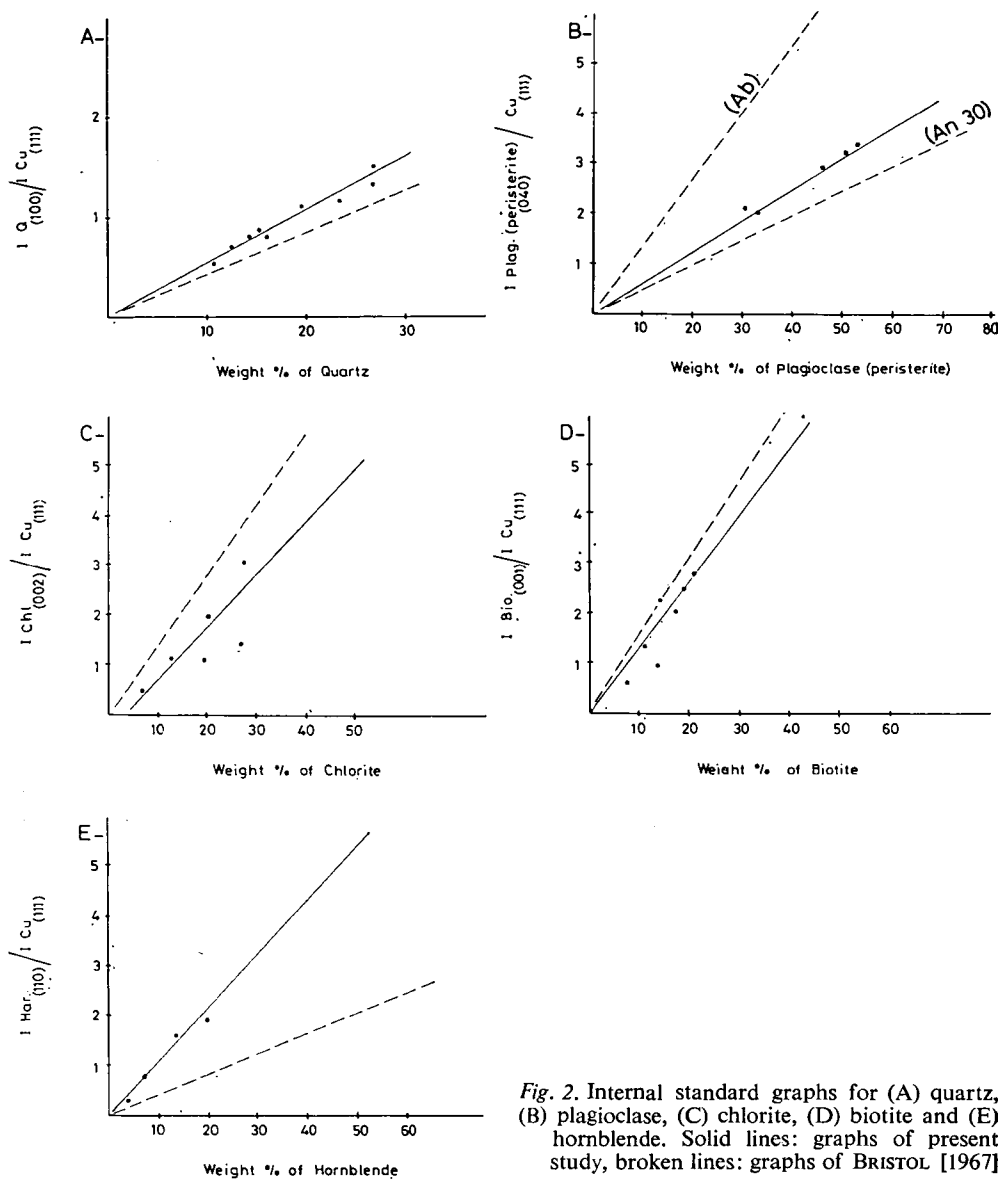 A-
2
1
I Q(100)/I Cu(111)
10 20 30
Weight % of Quartz
B-
5
4
3
2
1
I Plag. (peristerite)(040) / Cu(111)
(Ab)
(An 30)
10 20 30 40 50 60 70 80
Weight % of Plagioclase (peristerite)
C-
5
4
3
2
1
I Chl(002)/I Cu(111)
10 20 30 40 50
Weight % of Chlorite
D-
5
4
3
2
1
I Bio.(001)/I Cu(111)
10 20 30 40 50 60
Weight % of Biotite
E-
5
4
3
2
1
I Hor.(110)/I Cu(111)
10 20 30 40 50 60
Weight % of Hornblende
Fig. 2. Internal standard graphs for (A) quartz,
(B) plagioclase, (C) chlorite, (D) biotite and (E)
hornblende. Solid lines: graphs of present
study, broken lines: graphs of BRISTOL [1967]